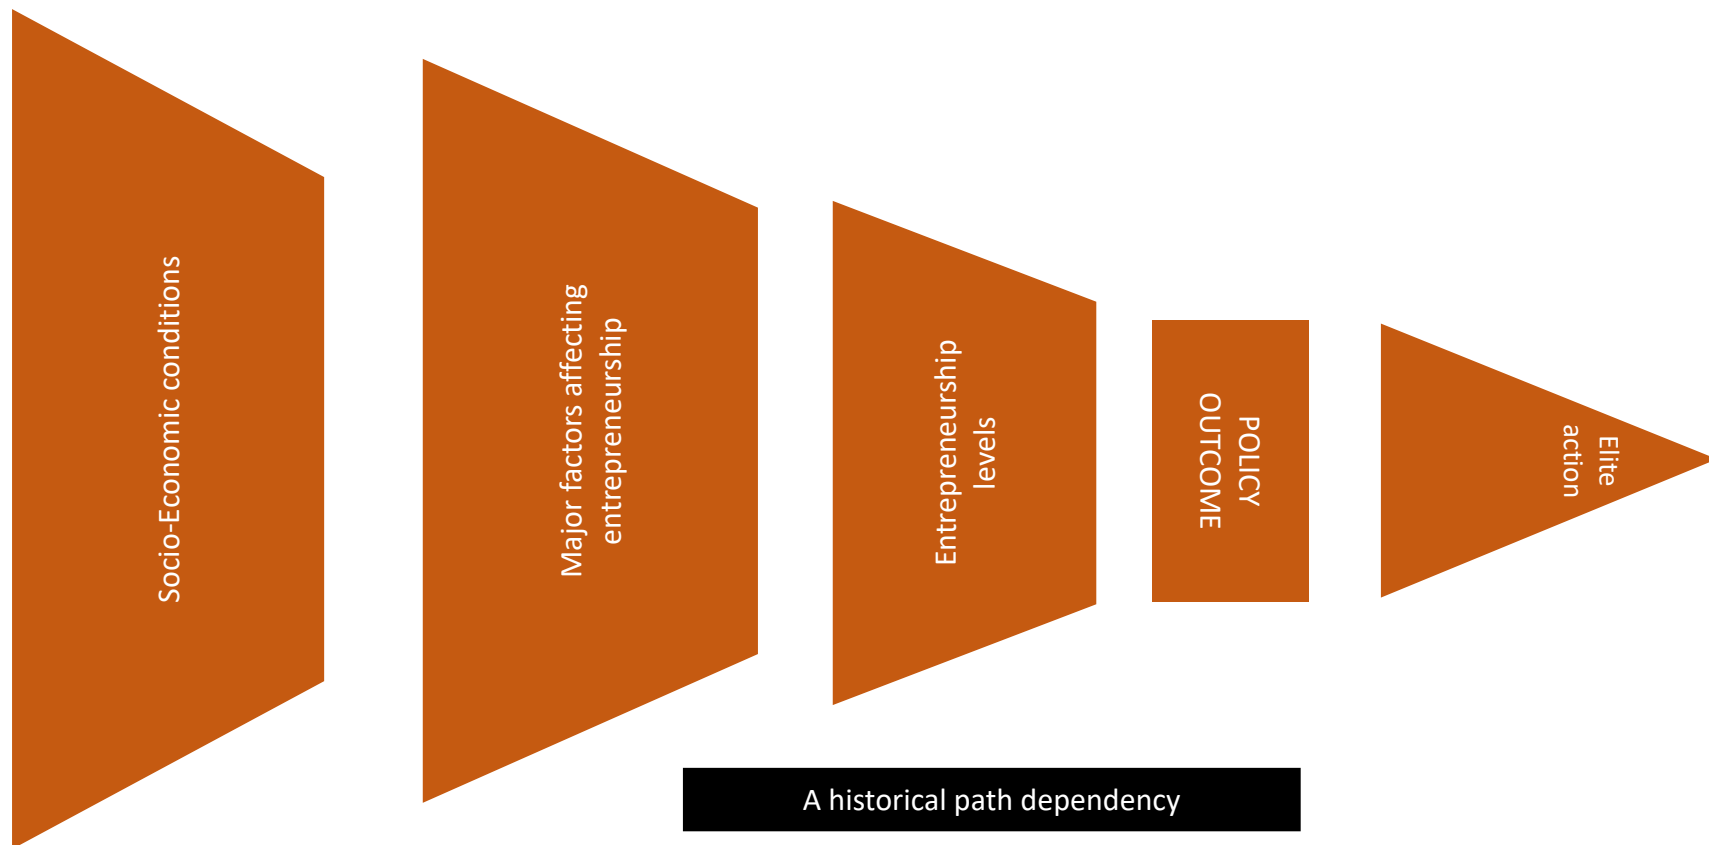 Socio-Economic conditions
Major factors affecting
entrepreneurship
Entrepreneurship
levels
POLICY
OUTCOME
Elite
action
A historical path dependency